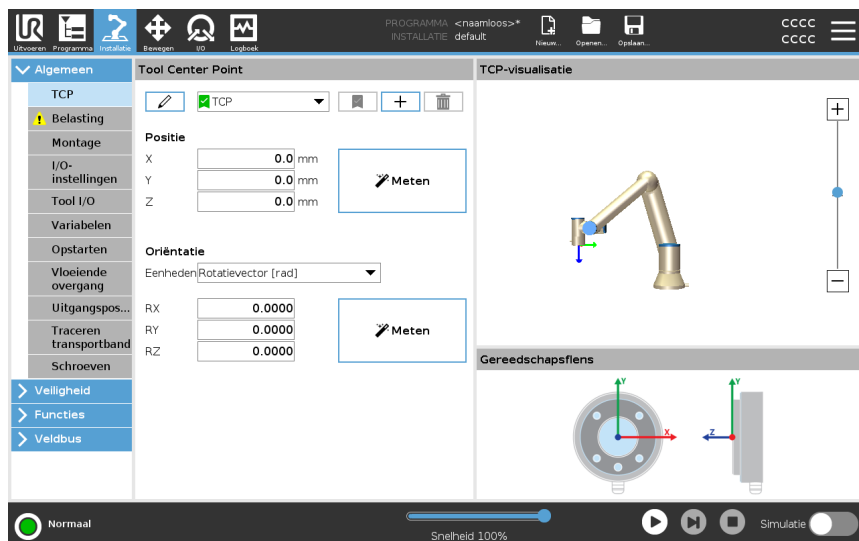 UR
PROGRAMMA <naamloos>*
INSTALLATIE default
CCCC
CCCC
Uitvoeren Programma Installatie Bewegen I/O Logboek Nieuw... Openen... Opslaan...
Algemeen
TCP
Belasting
Montage
I/O-
instellingen
Tool I/O
Variabelen
Opstarten
Vloeiende
overgang
Uitgangspos...
Traceren
transportband
Schroeven
Veiligheid
Functies
Veldbus
Tool Center Point
TCP
Positie
X 0.0 mm
Y 0.0 mm
Z 0.0 mm
Meten
Oriëntatie
Eenheden Rotatievector [rad]
RX 0.0000
RY 0.0000
RZ 0.0000
Meten
TCP-visualisatie
Gereedschapsflens
Y
X
Y
Z
Normaal
Snelheid 100%
Simulatie